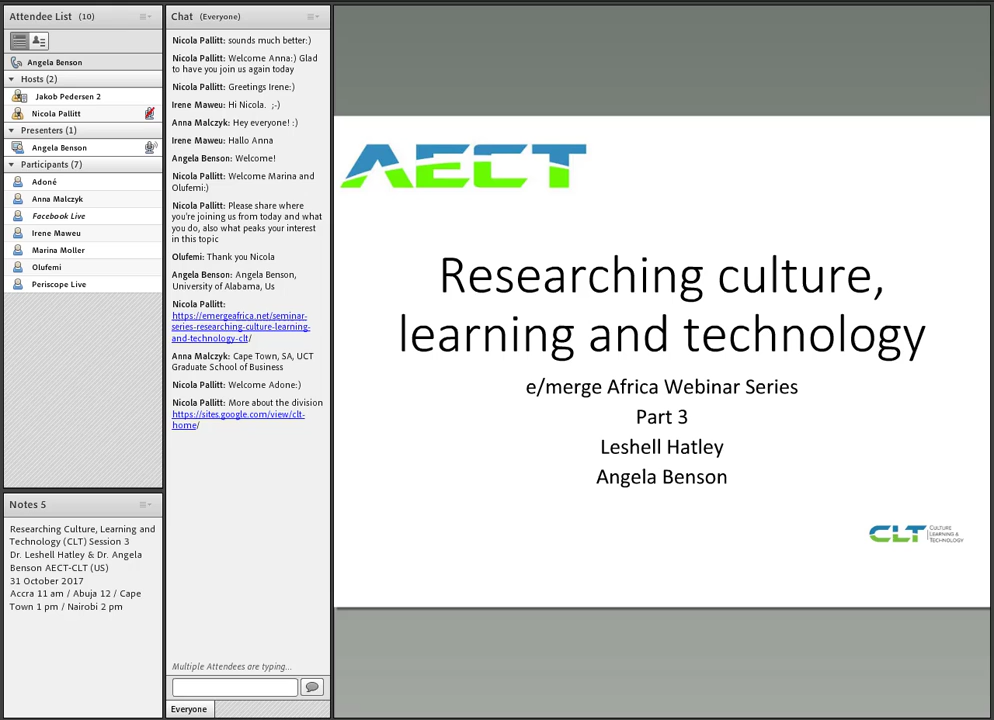 Attendee List (10)
Angela Benson
Hosts (2)
Jakob Pedersen 2
Nicola Pallitt
Presenters (1)
Angela Benson
Participants (7)
Adoné
Anna Malczyk
Facebook Live
Irene Maweu
Marina Moller
Olufemi
Periscope Live
Notes 5
Researching Culture, Learning and
Technology (CLT) Session 3
Dr. Leshell Hatley & Dr. Angela
Benson AECT-CLT (US)
31 October 2017
Accra 11 am / Abuja 12 / Cape
Town 1 pm / Nairobi 2 pm
Chat (Everyone)
Nicola Pallitt: sounds much better:)
Nicola Pallitt: Welcome Anna:) Glad
to have you join us again today
Nicola Pallitt: Greetings Irene:)
Irene Maweu: Hi Nicola. ;-)
Anna Malczyk: Hey everyone! :)
Irene Maweu: Hallo Anna
Angela Benson: Welcome!
Nicola Pallitt: Welcome Marina and
Olufemi:)
Nicola Pallitt: Please share where
you're joining us from today and what
you do, also what peaks your interest
in this topic
Olufemi: Thank you Nicola
Angela Benson: Angela Benson,
University of Alabama, Us
Nicola Pallitt:
https://emergeafrica.net/seminar-
series-researching-culture-learning-
and-technology-clt/
Anna Malczyk: Cape Town, SA, UCT
Graduate School of Business
Nicola Pallitt: Welcome Adone:)
Nicola Pallitt: More about the division
https://sites.google.com/view/clt-
home/
Multiple Attendees are typing...
Everyone
AECT
Researching culture,
learning and technology
e/merge Africa Webinar Series
Part 3
Leshell Hatley
Angela Benson
CLT
CULTURE
LEARNING &
TECHNOLOGY